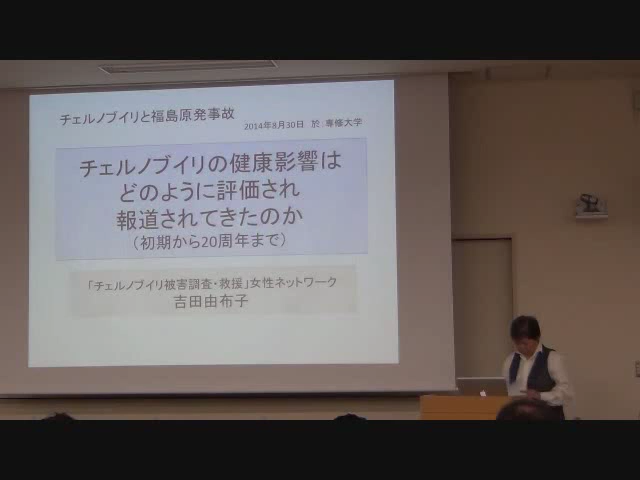 チェルノブイリと福島原発事故
2014年8月30日 於 専修大学
チェルノブイリの健康影響は
どのように評価され
報道されてきたのか
（初期から20周年まで）
「チェルノブイリ被害調査・救援」女性ネットワーク
吉田由布子